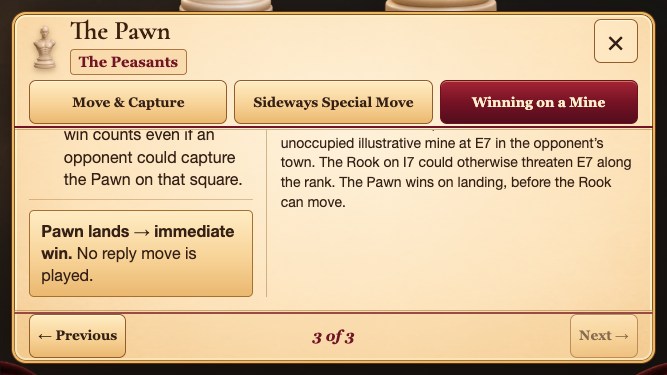 The Pawn
The Peasants
×
Move & Capture
Sideways Special Move
Winning on a Mine
win counts even if an
opponent could capture
the Pawn on that square.
Pawn lands → immediate
win. No reply move is
played.
unoccupied illustrative mine at E7 in the opponent’s
town. The Rook on I7 could otherwise threaten E7 along
the rank. The Pawn wins on landing, before the Rook
can move.
← Previous
3 of 3
Next →